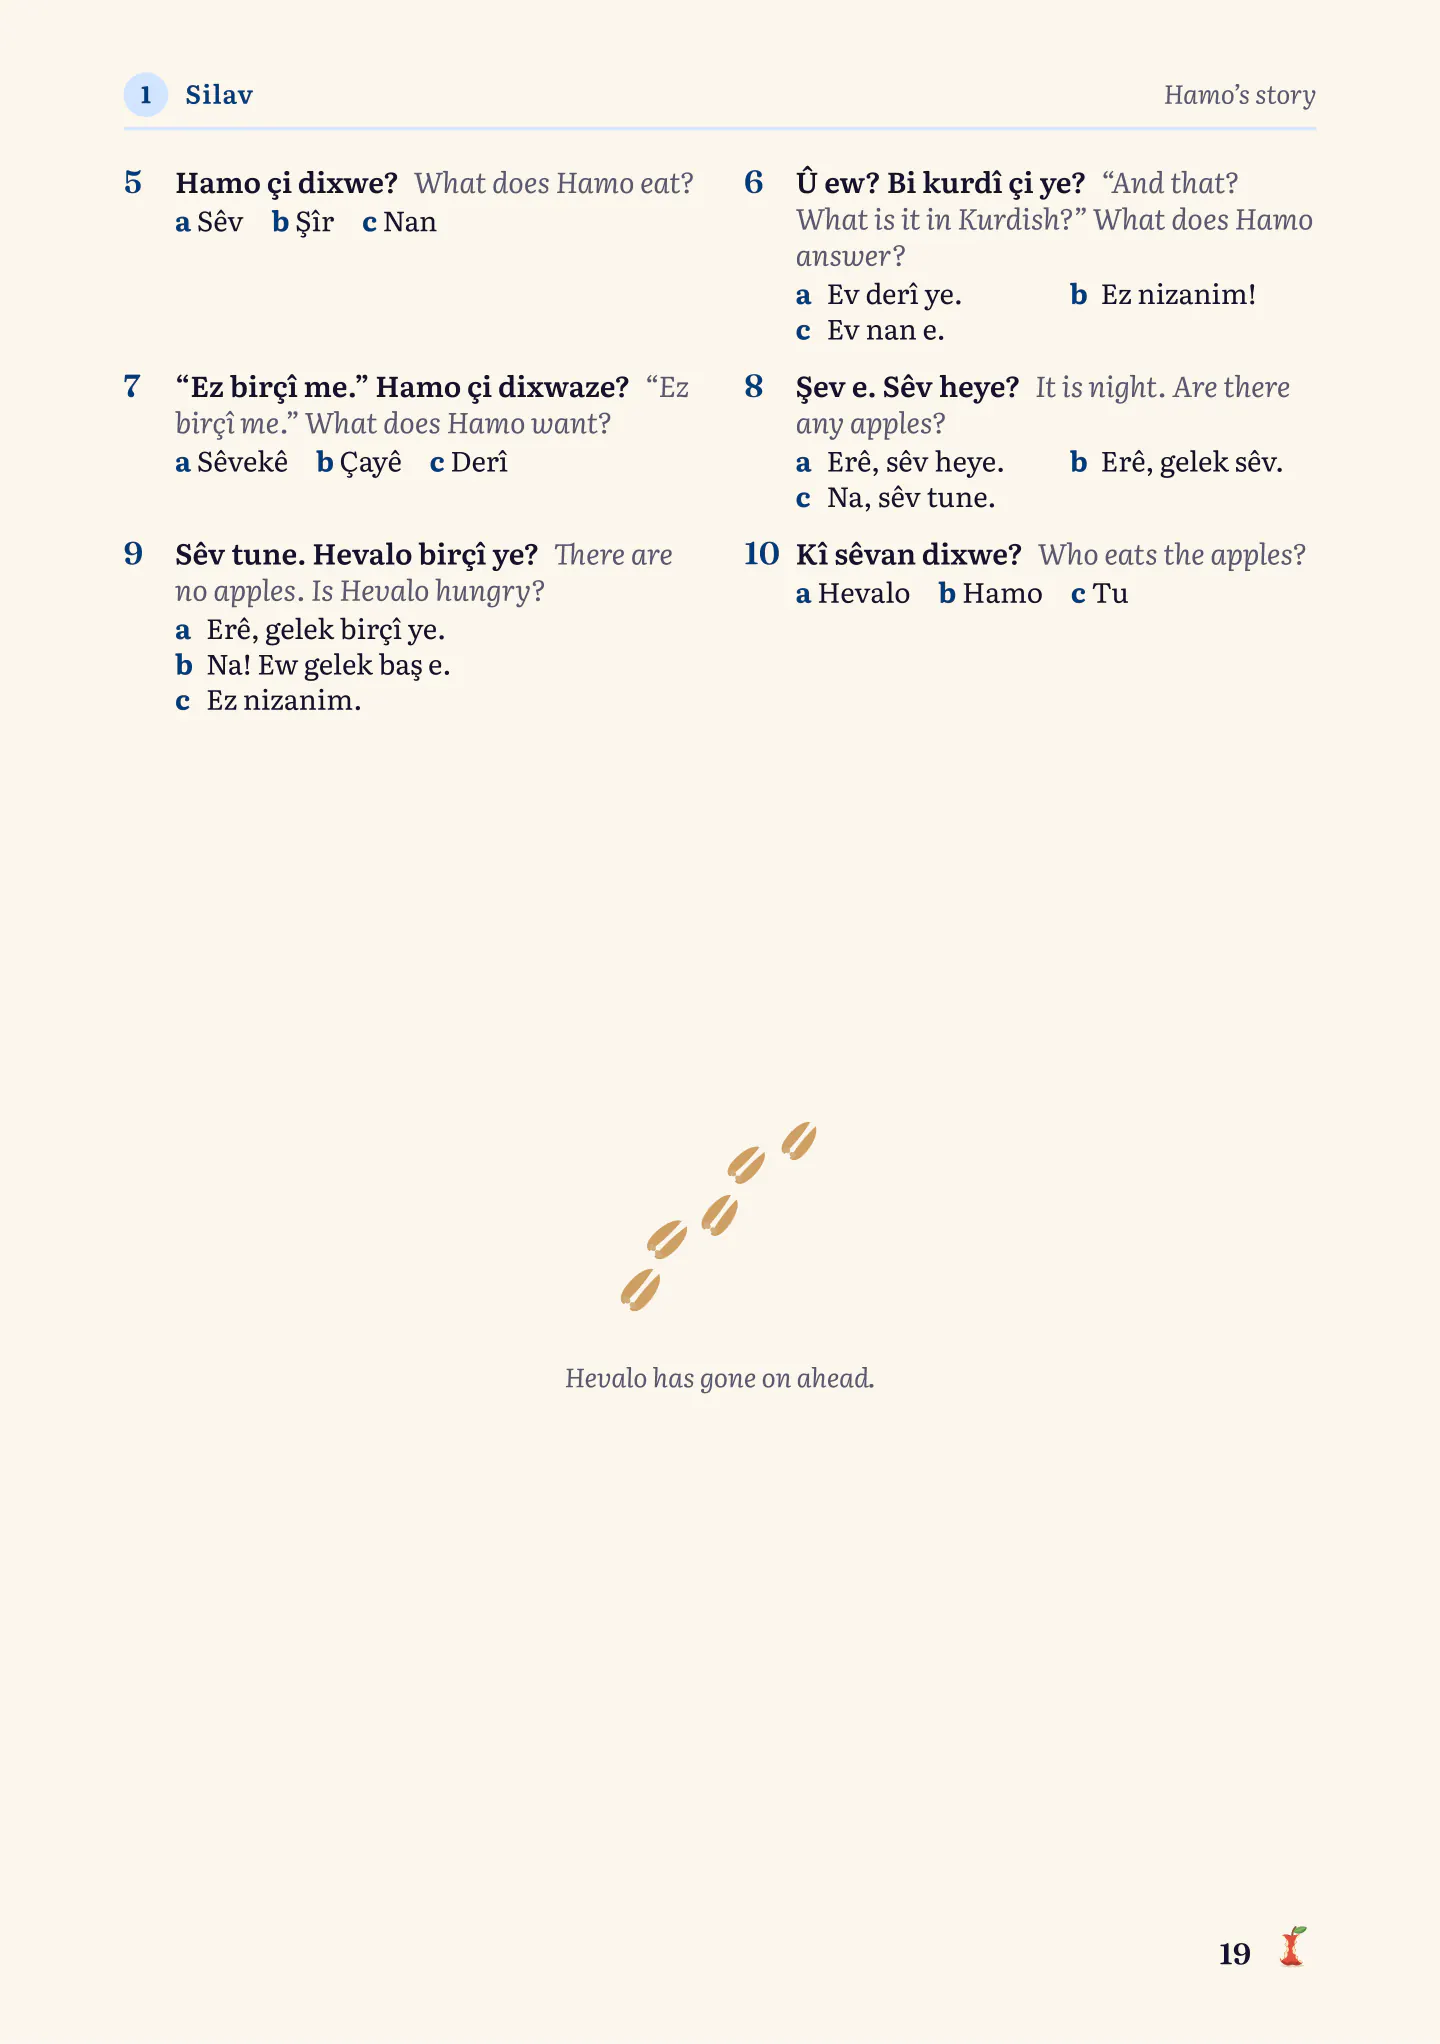 1 Silav
Hamo’s story
5 Hamo çi dixwe? What does Hamo eat?
a Sêv b Şîr c Nan
6 Û ew? Bi kurdî çi ye? “And that?
What is it in Kurdish?” What does Hamo
answer?
a Ev derî ye. b Ez nizanim!
c Ev nan e.
7 “Ez birçî me.” Hamo çi dixwaze? “Ez
birçî me.” What does Hamo want?
a Sêvekê b Çayê c Derî
8 Şev e. Sêv heye? It is night. Are there
any apples?
a Erê, sêv heye. b Erê, gelek sêv.
c Na, sêv tune.
9 Sêv tune. Hevalo birçî ye? There are
no apples. Is Hevalo hungry?
a Erê, gelek birçî ye.
b Na! Ew gelek baş e.
c Ez nizanim.
10 Kî sêvan dixwe? Who eats the apples?
a Hevalo b Hamo c Tu
Hevalo has gone on ahead.
19